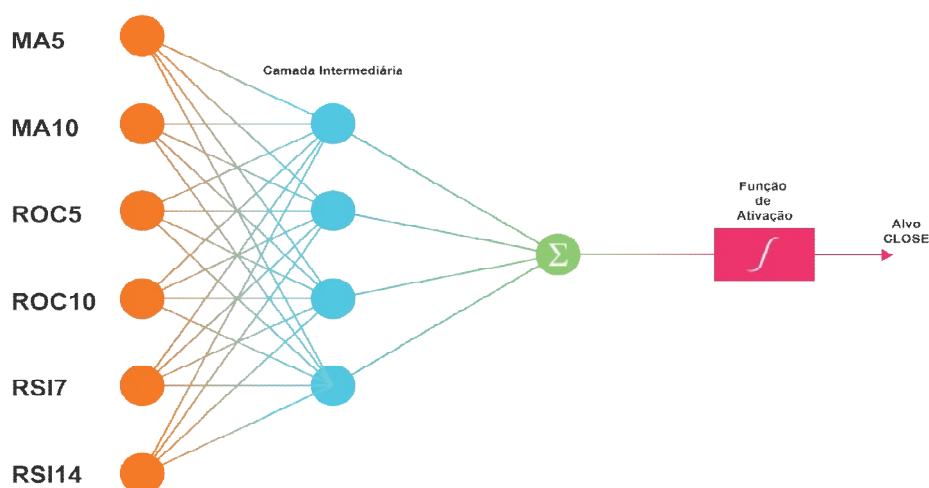 MA5
Camada Intermediária
MA10
ROC5
ROC10
RSI7
RSI14
Σ
Função
de
Ativação
∫
Alvo
CLOSE